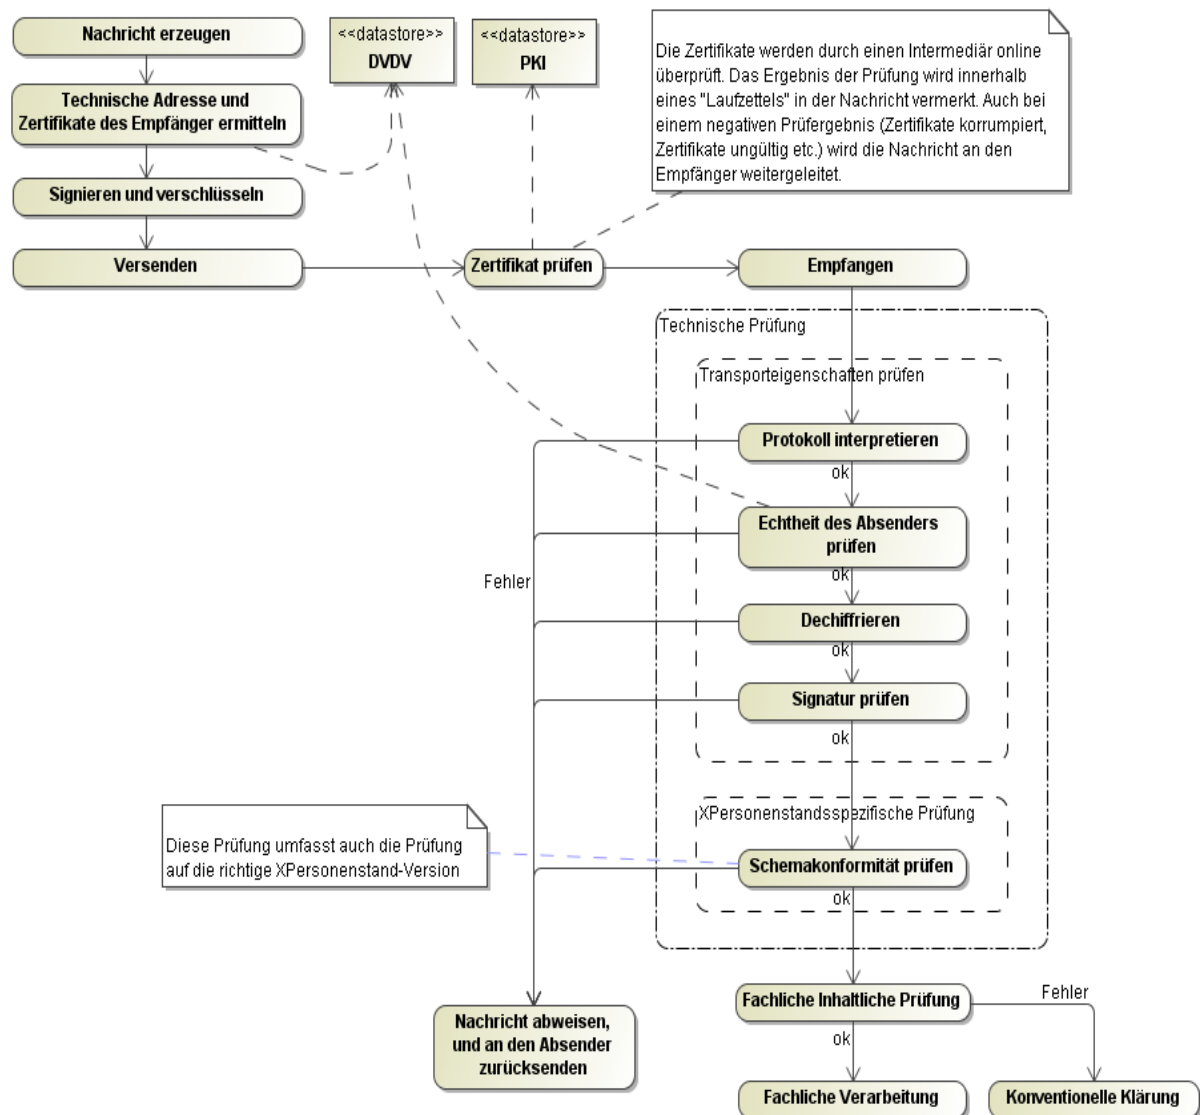 Nachricht erzeugen
<<datastore>>
DVDV
<<datastore>>
PKI
Die Zertifikate werden durch einen Intermediär online
überprüft. Das Ergebnis der Prüfung wird innerhalb
eines "Laufzettels" in der Nachricht vermerkt. Auch bei
einem negativen Prüfergebnis (Zertifikate korrumpiert,
Zertifikate ungültig etc.) wird die Nachricht an den
Empfänger weitergeleitet.
Technische Adresse und
Zertifikate des Empfänger ermitteln
Signieren und verschlüsseln
Versenden
Zertifikat prüfen
Empfangen
Technische Prüfung
Transporteigenschaften prüfen
Protokoll interpretieren
ok
Echtheit des Absenders
prüfen
ok
Fehler
Dechiffrieren
ok
Signatur prüfen
ok
XPersonenstandsspezifische Prüfung
Diese Prüfung umfasst auch die Prüfung
auf die richtige XPersonenstand-Version
Schemakonformität prüfen
ok
Fachliche Inhaltliche Prüfung
Fehler
ok
Nachricht abweisen,
und an den Absender
zurücksenden
Fachliche Verarbeitung
Konventionelle Klärung